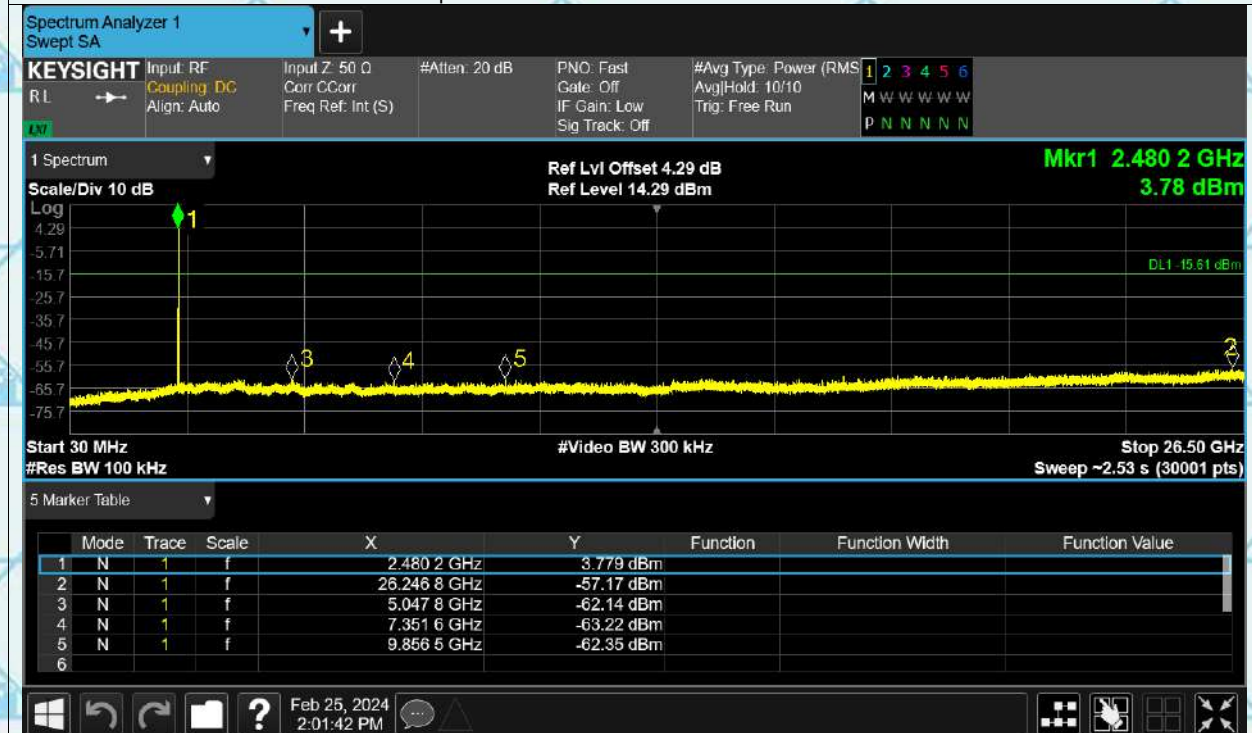 Spectrum Analyzer 1
Swept SA
+
KEYSIGHT
RL
LXI
Input: RF
Coupling: DC
Align: Auto
Input Z: 50 Ω
Corr CCorr
Freq Ref: Int (S)
#Atten: 20 dB
PNO: Fast
Gate: Off
IF Gain: Low
Sig Track: Off
#Avg Type: Power (RMS
Avg|Hold: 10/10
Trig: Free Run
1 2 3 4 5 6
M W W W W W
P N N N N N
1 Spectrum
Scale/Div 10 dB
Ref Lvl Offset 4.29 dB
Ref Level 14.29 dBm
Mkr1 2.480 2 GHz
3.78 dBm
Log
4.29
-5.71
-15.7
-25.7
-35.7
-45.7
-55.7
-65.7
-75.7
1
DL1 -15.61 dBm
3
4
5
2
Start 30 MHz
#Res BW 100 kHz
#Video BW 300 kHz
Stop 26.50 GHz
Sweep ~2.53 s (30001 pts)
5 Marker Table
Mode Trace Scale X Y Function Function Width Function Value
1 N 1 f 2.480 2 GHz 3.779 dBm
2 N 1 f 26.246 8 GHz -57.17 dBm
3 N 1 f 5.047 8 GHz -62.14 dBm
4 N 1 f 7.351 6 GHz -63.22 dBm
5 N 1 f 9.856 5 GHz -62.35 dBm
6
?
Feb 25, 2024
2:01:42 PM